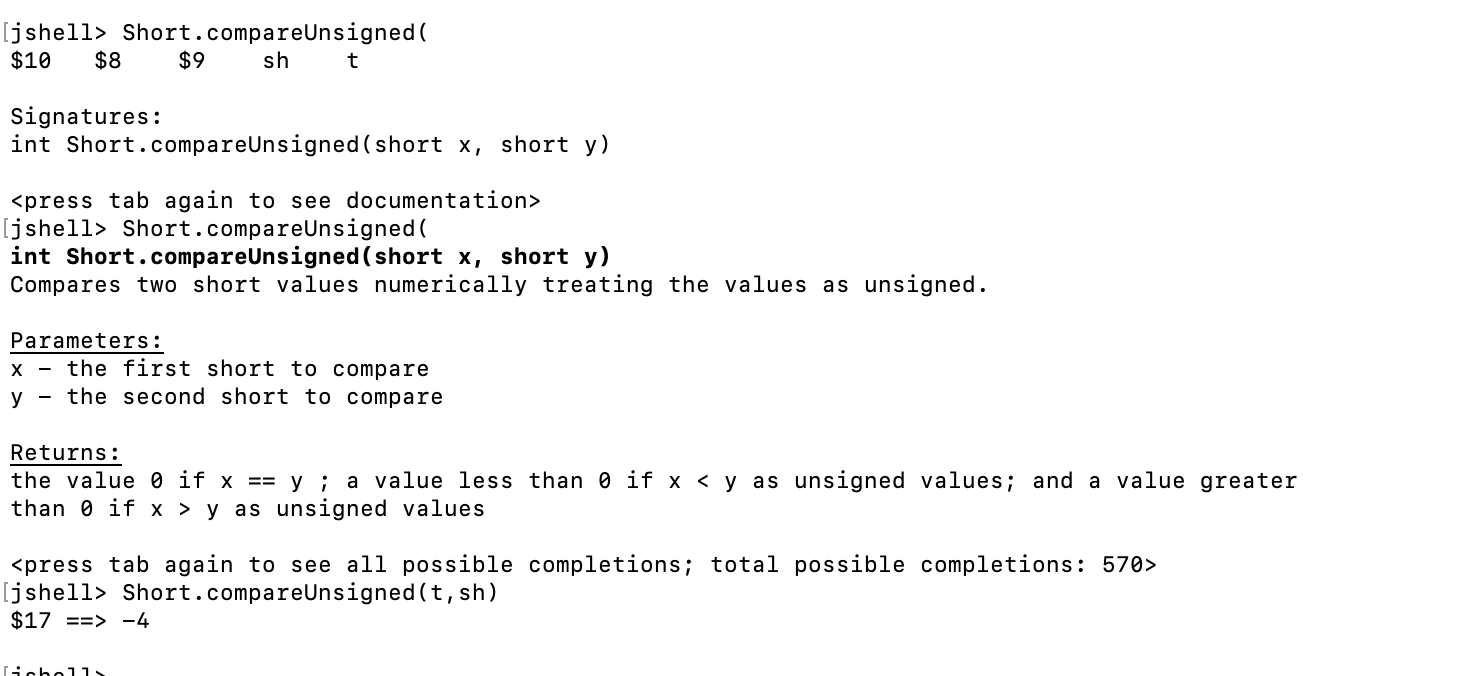 [jshell> Short.compareUnsigned(
$10   $8    $9    sh    t
Signatures:
int Short.compareUnsigned(short x, short y)
<press tab again to see documentation>
[jshell> Short.compareUnsigned(
int Short.compareUnsigned(short x, short y)
Compares two short values numerically treating the values as unsigned.
Parameters:
x – the first short to compare
y – the second short to compare
Returns:
the value 0 if x == y ; a value less than 0 if x < y as unsigned values; and a value greater
than 0 if x > y as unsigned values
<press tab again to see all possible completions; total possible completions: 570>
[jshell> Short.compareUnsigned(t,sh)
$17 ==> -4
[jshell>